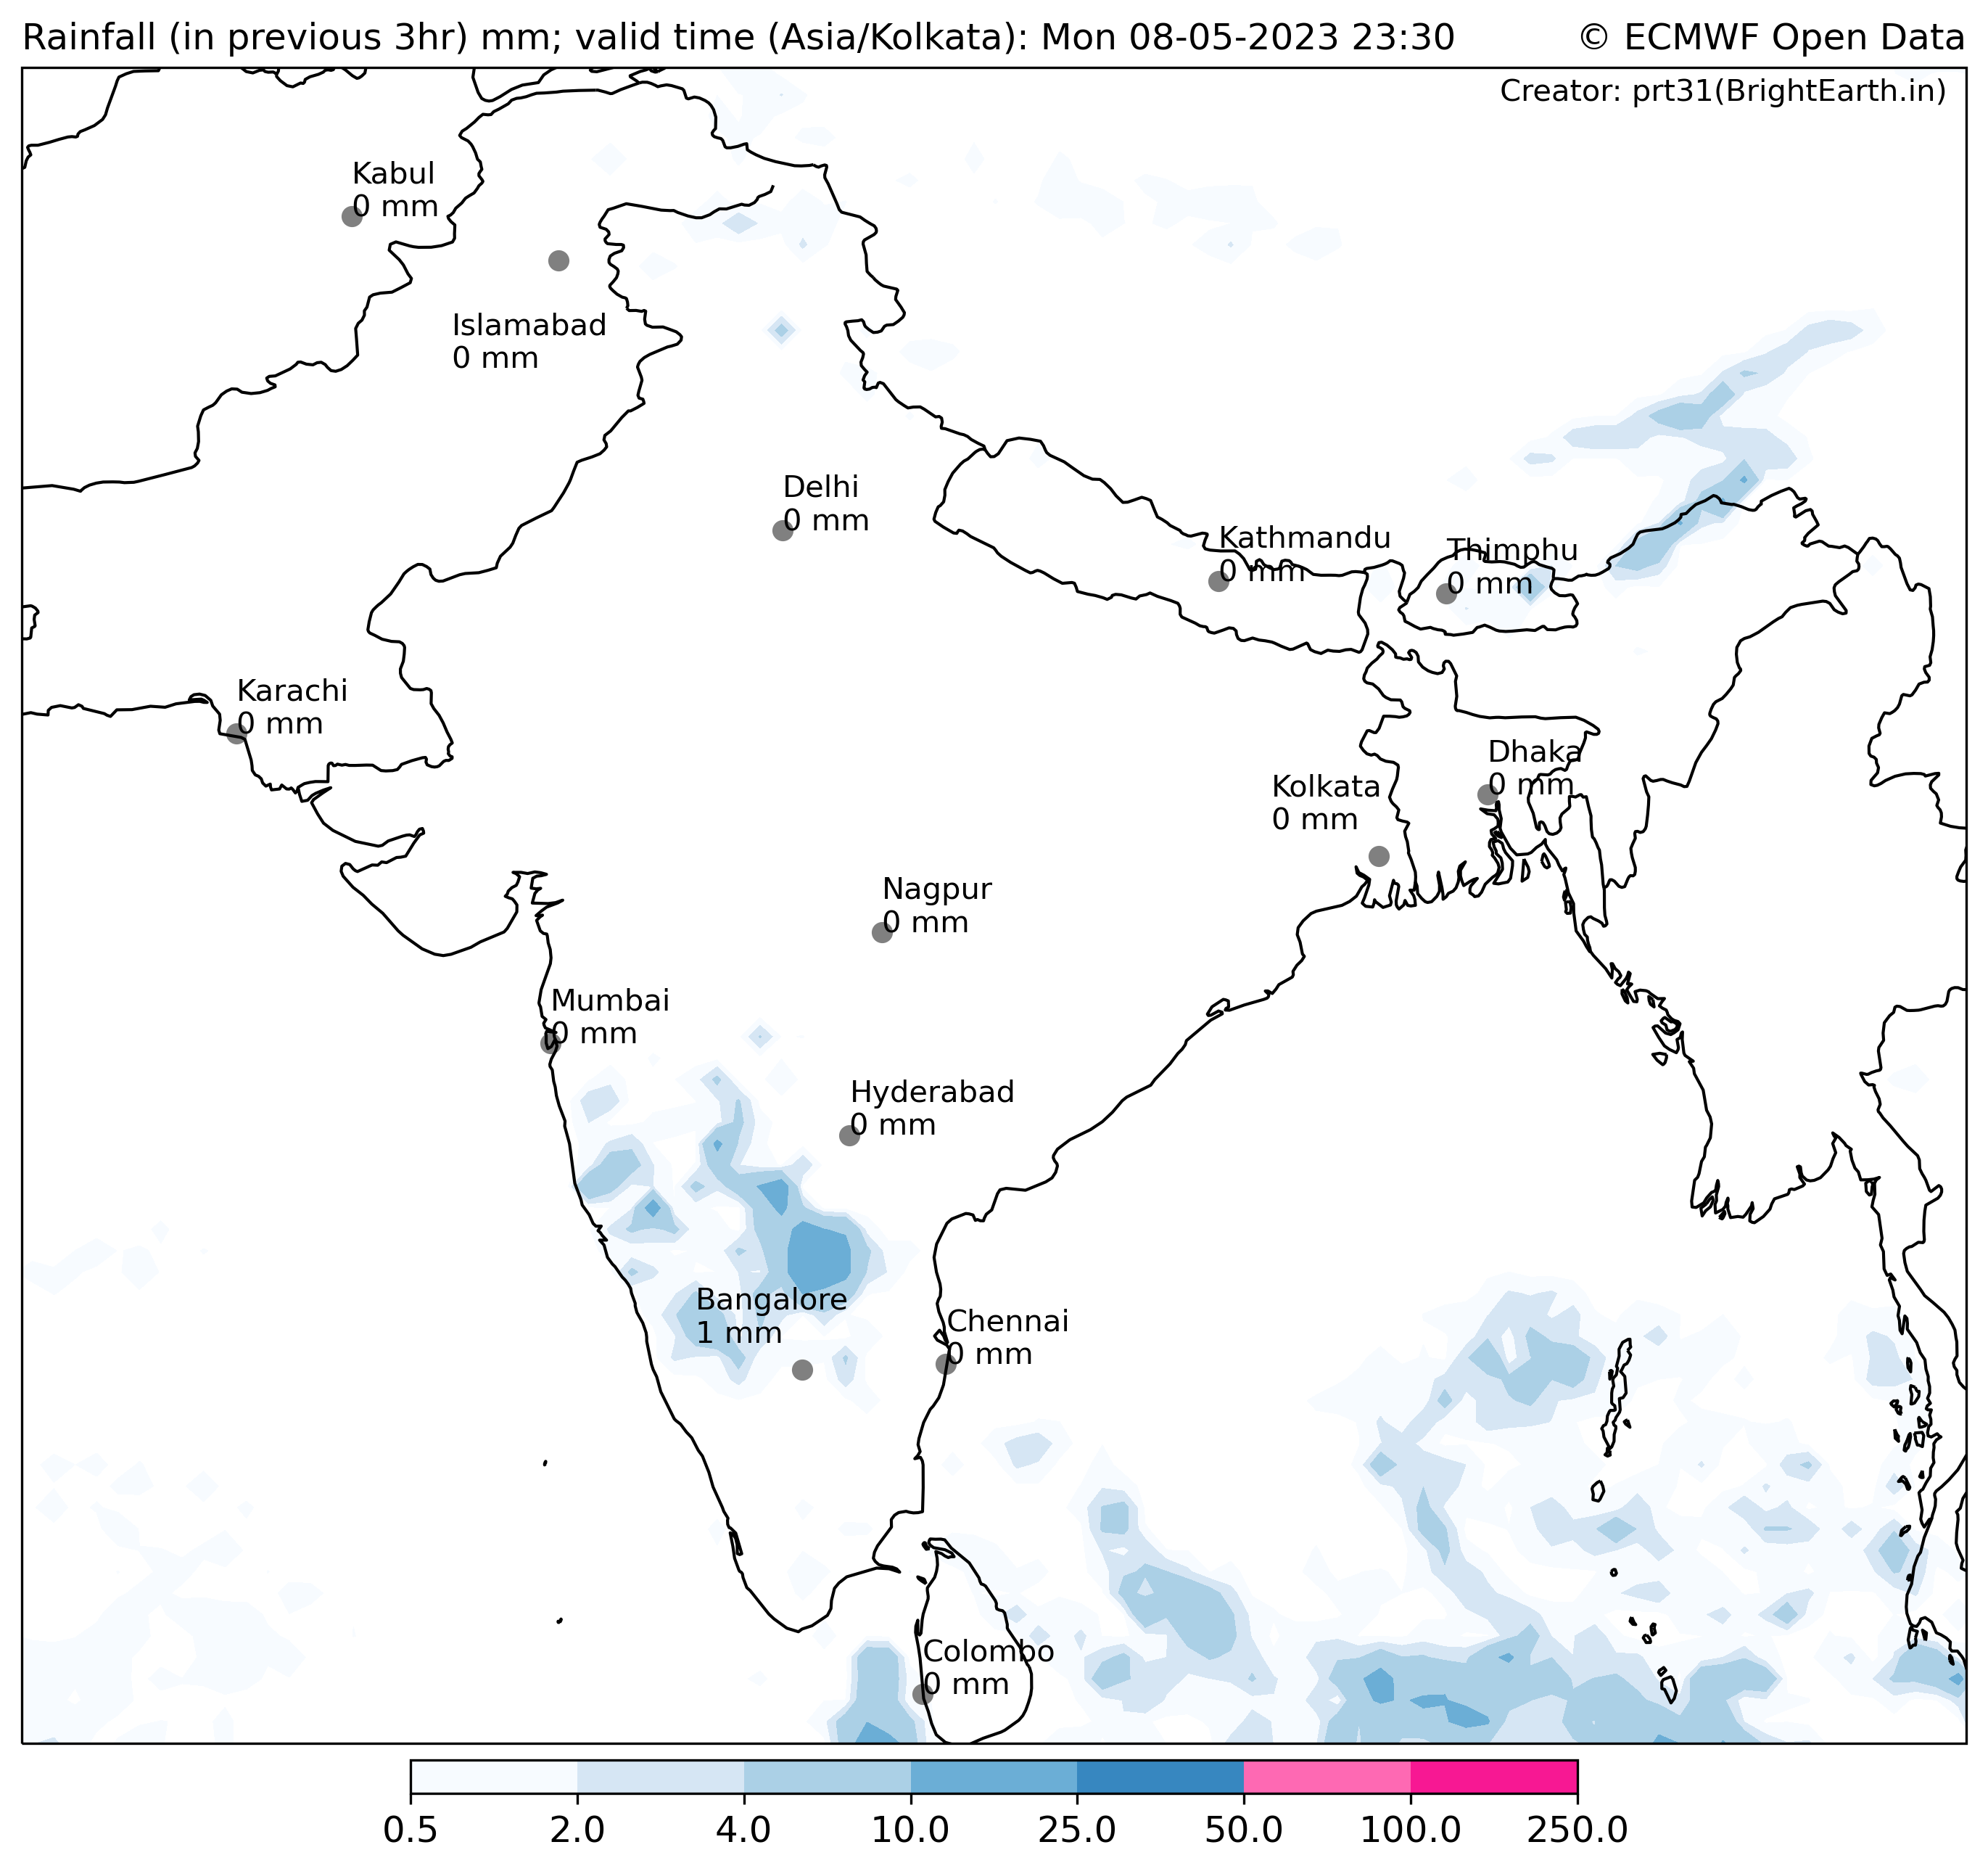 Rainfall (in previous 3hr) mm; valid time (Asia/Kolkata): Mon 08-05-2023 23:30
© ECMWF Open Data
Creator: prt31(BrightEarth.in)
Kabul
0 mm
Islamabad
0 mm
Delhi
0 mm
Kathmandu
0 mm
Thimphu
0 mm
Karachi
0 mm
Dhaka
0 mm
Kolkata
0 mm
Nagpur
0 mm
Mumbai
0 mm
Hyderabad
0 mm
Bangalore
1 mm
Chennai
0 mm
Colombo
0 mm
0.5 2.0 4.0 10.0 25.0 50.0 100.0 250.0